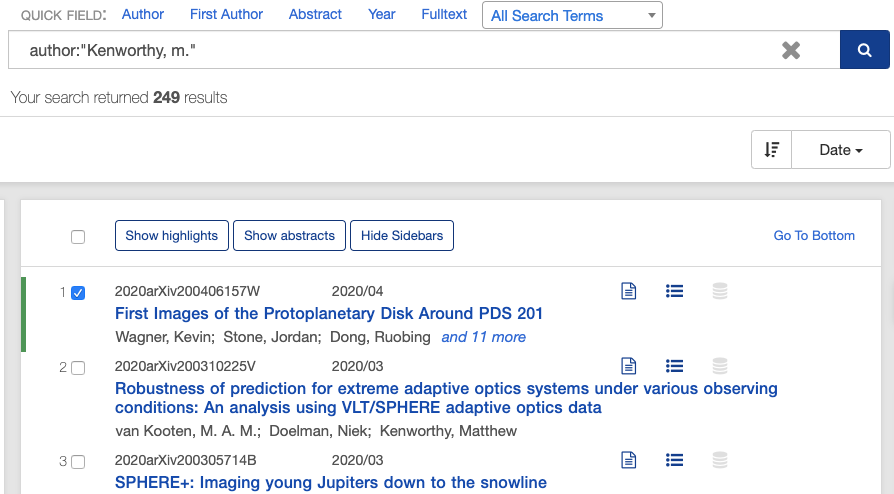 QUICK FIELD: Author First Author Abstract Year Fulltext All Search Terms
author:"Kenworthy, m."
Your search returned 249 results
Date
Show highlights Show abstracts Hide Sidebars Go To Bottom
1 2020arXiv200406157W 2020/04
First Images of the Protoplanetary Disk Around PDS 201
Wagner, Kevin; Stone, Jordan; Dong, Ruobing and 11 more
2 2020arXiv200310225V 2020/03
Robustness of prediction for extreme adaptive optics systems under various observing
conditions: An analysis using VLT/SPHERE adaptive optics data
van Kooten, M. A. M.; Doelman, Niek; Kenworthy, Matthew
3 2020arXiv200305714B 2020/03
SPHERE+: Imaging young Jupiters down to the snowline